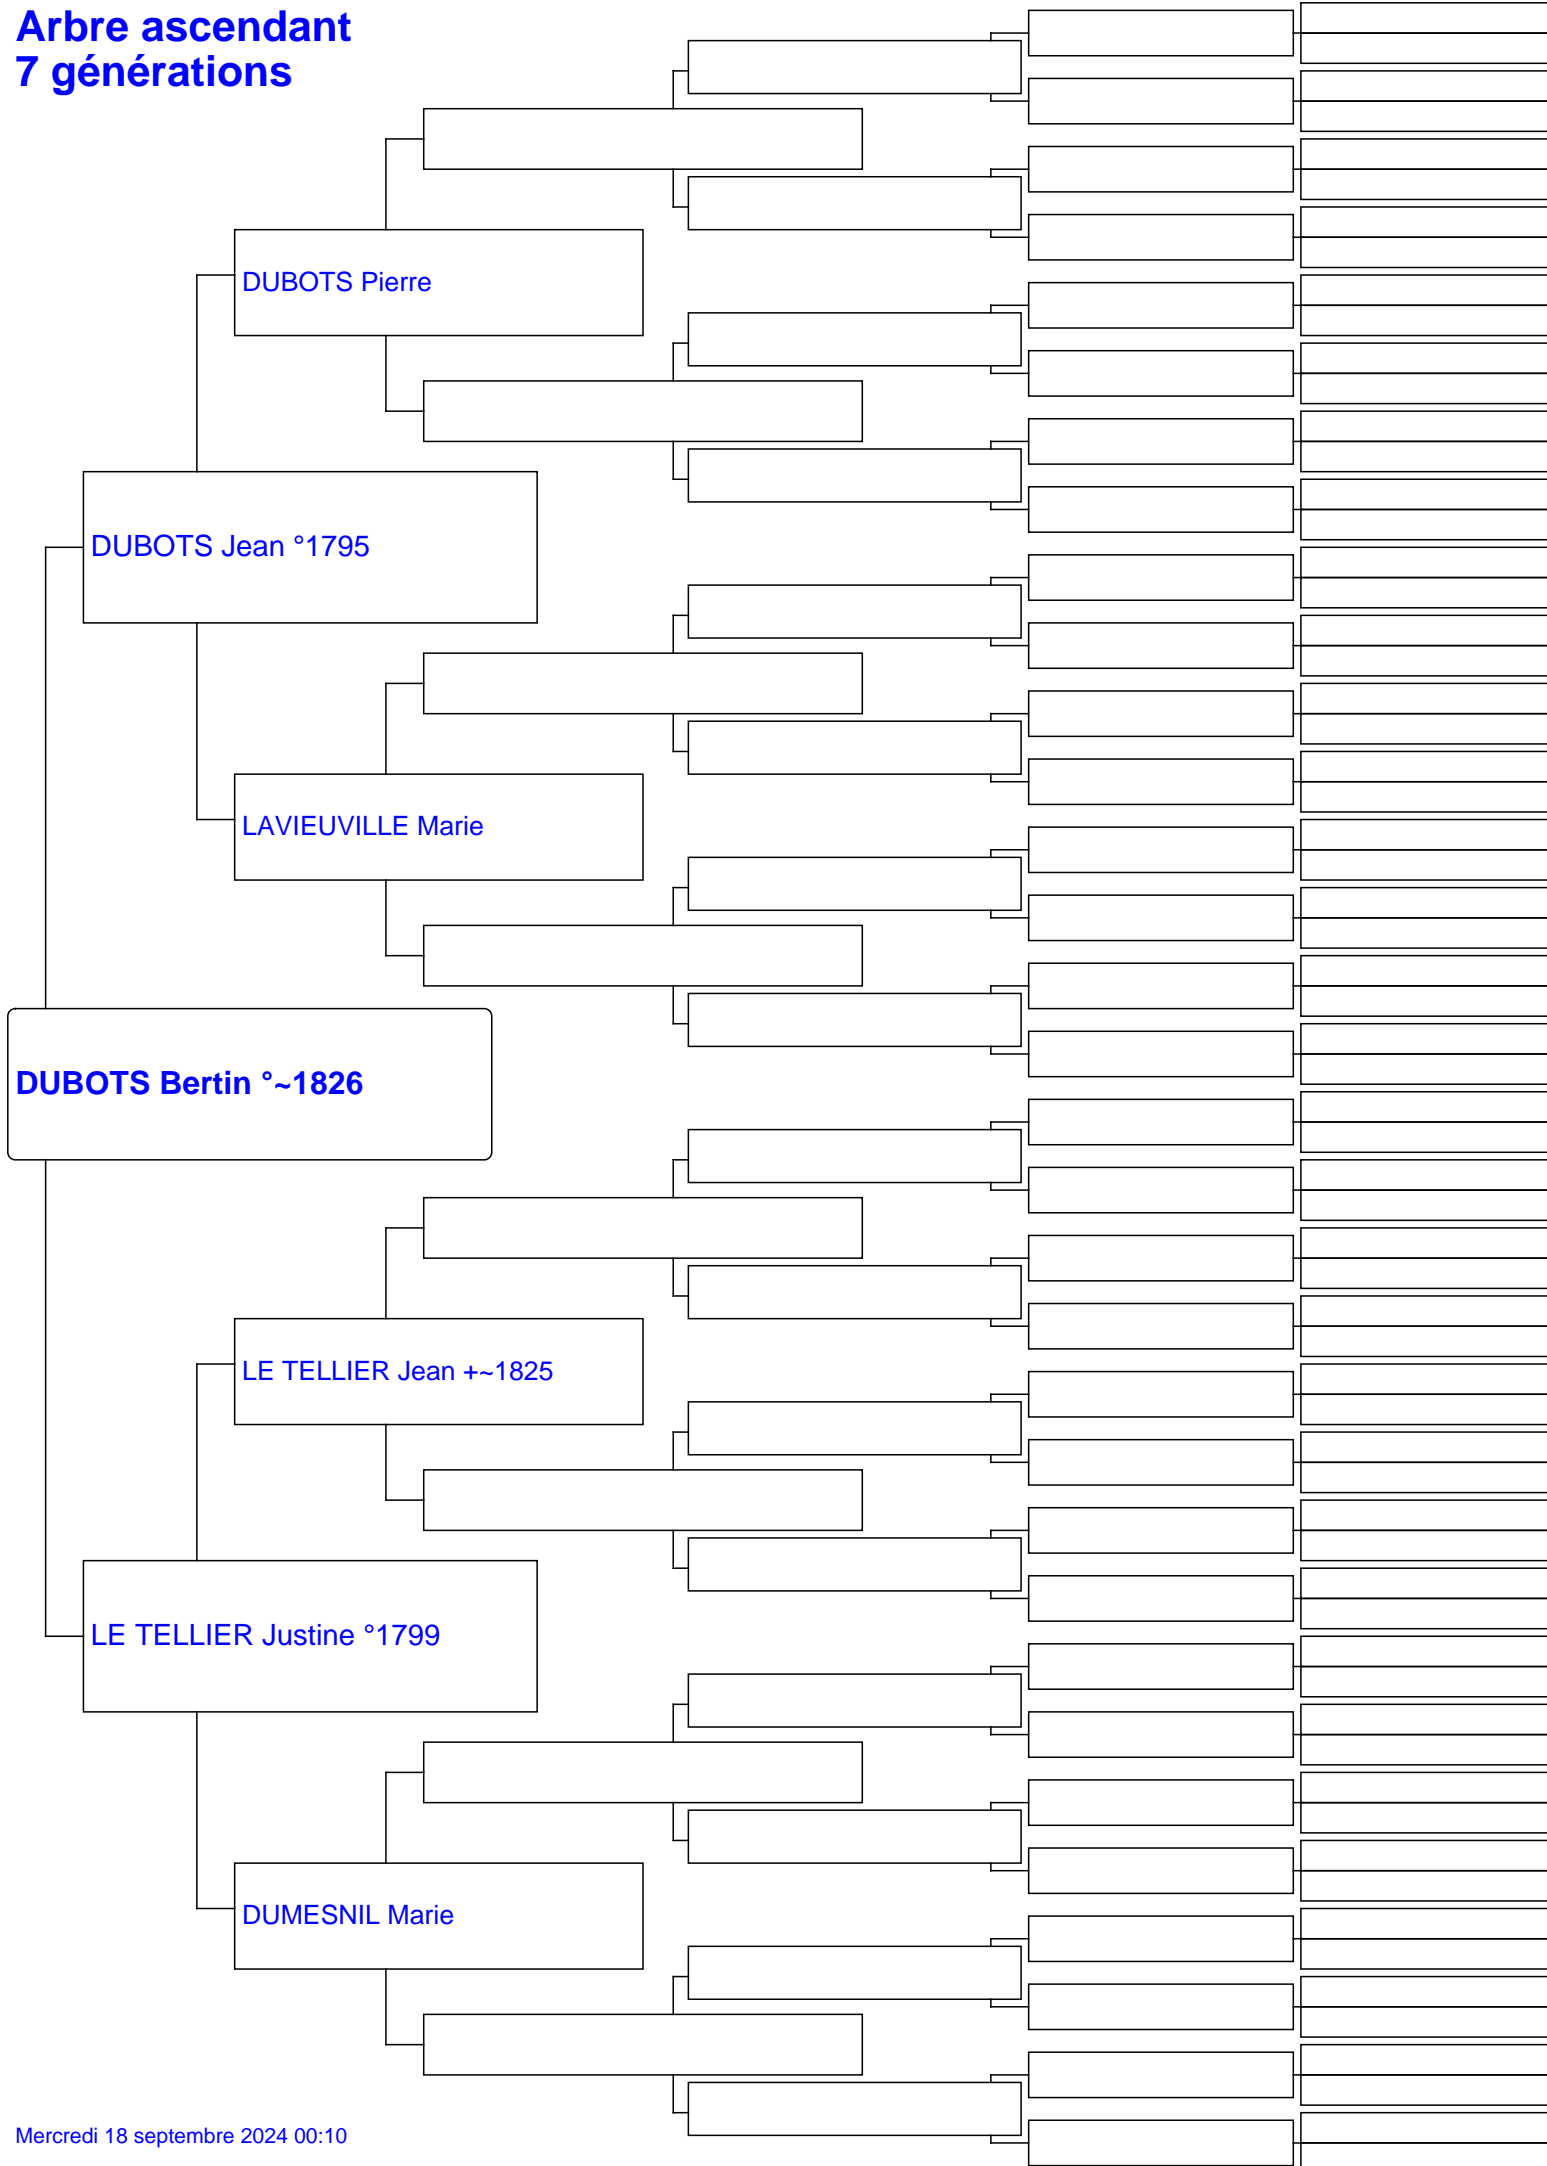 Arbre ascendant
7 générations
DUBOTS Pierre
DUBOTS Jean °1795
LAVIEUVILLE Marie
DUBOTS Bertin °~1826
LE TELLIER Jean +~1825
LE TELLIER Justine °1799
DUMESNIL Marie
Mercredi 18 septembre 2024 00:10